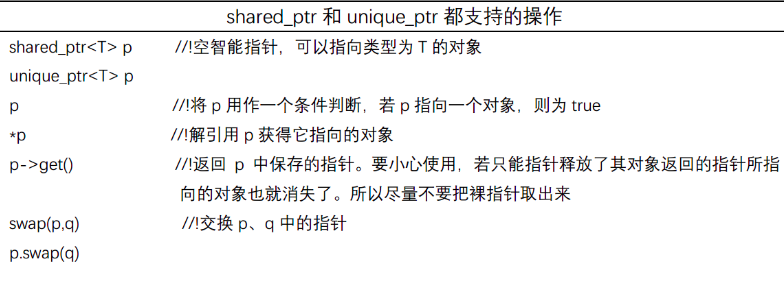 shared_ptr 和 unique_ptr 都支持的操作
shared_ptr<T> p //!空智能指针，可以指向类型为 T 的对象
unique_ptr<T> p
p //!将 p 用作一个条件判断，若 p 指向一个对象，则为 true
*p //!解引用 p 获得它指向的对象
p->get() //!返回 p 中保存的指针。要小心使用，若只能指针释放了其对象返回的指针所指
向的对象也就消失了。所以尽量不要把裸指针取出来
swap(p,q) //!交换 p、q 中的指针
p.swap(q)